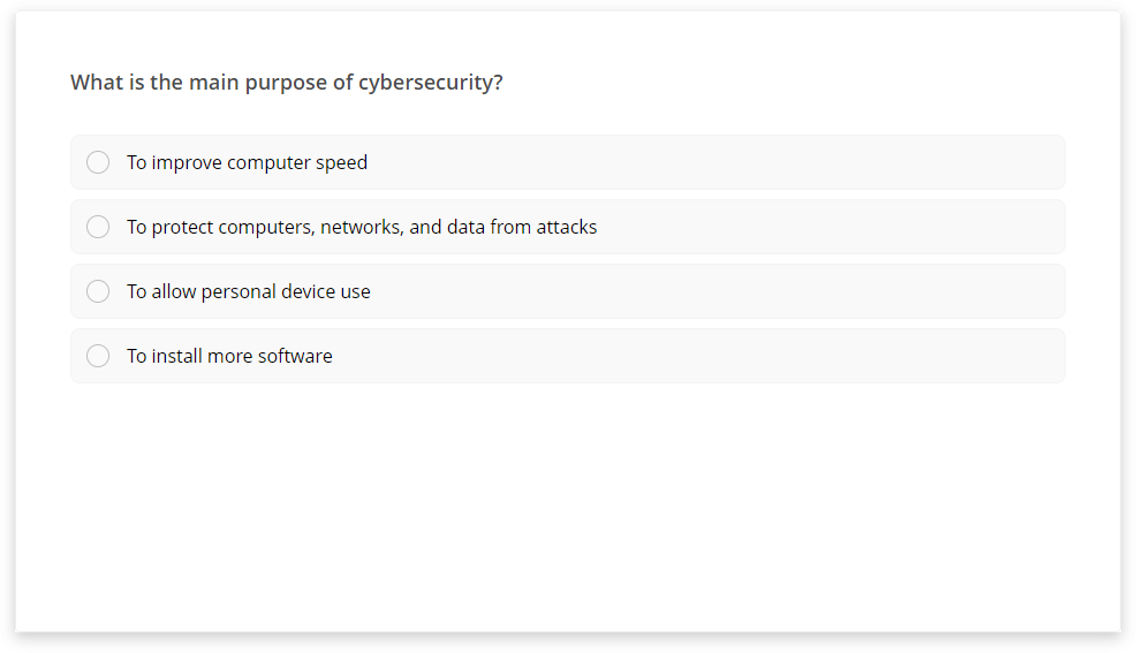 What is the main purpose of cybersecurity?
To improve computer speed
To protect computers, networks, and data from attacks
To allow personal device use
To install more software